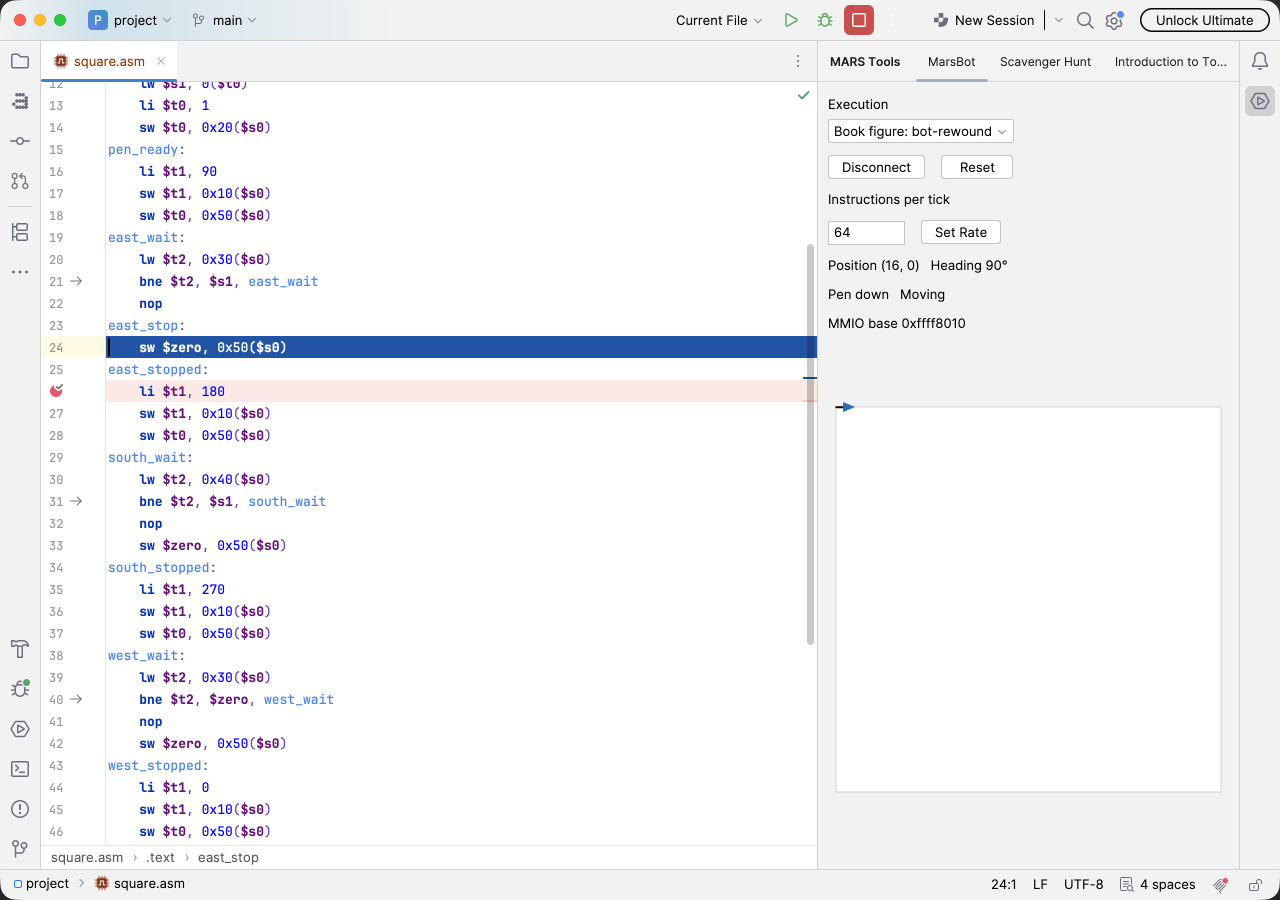 P project main Current File New Session Unlock Ultimate
square.asm
MARS Tools MarsBot Scavenger Hunt Introduction to To...
12 lw $s1, 0($t0)
13 li $t0, 1
14 sw $t0, 0x20($s0)
15 pen_ready:
16 li $t1, 90
17 sw $t1, 0x10($s0)
18 sw $t0, 0x50($s0)
19 east_wait:
20 lw $t2, 0x30($s0)
21 bne $t2, $s1, east_wait
22 nop
23 east_stop:
24 sw $zero, 0x50($s0)
25 east_stopped:
li $t1, 180
27 sw $t1, 0x10($s0)
28 sw $t0, 0x50($s0)
29 south_wait:
30 lw $t2, 0x40($s0)
31 bne $t2, $s1, south_wait
32 nop
33 sw $zero, 0x50($s0)
34 south_stopped:
35 li $t1, 270
36 sw $t1, 0x10($s0)
37 sw $t0, 0x50($s0)
38 west_wait:
39 lw $t2, 0x30($s0)
40 bne $t2, $zero, west_wait
41 nop
42 sw $zero, 0x50($s0)
43 west_stopped:
44 li $t1, 0
45 sw $t1, 0x10($s0)
46 sw $t0, 0x50($s0)
Execution
Book figure: bot-rewound
Disconnect Reset
Instructions per tick
64 Set Rate
Position (16, 0) Heading 90°
Pen down Moving
MMIO base 0xffff8010
square.asm › .text › east_stop
project square.asm 24:1 LF UTF-8 4 spaces